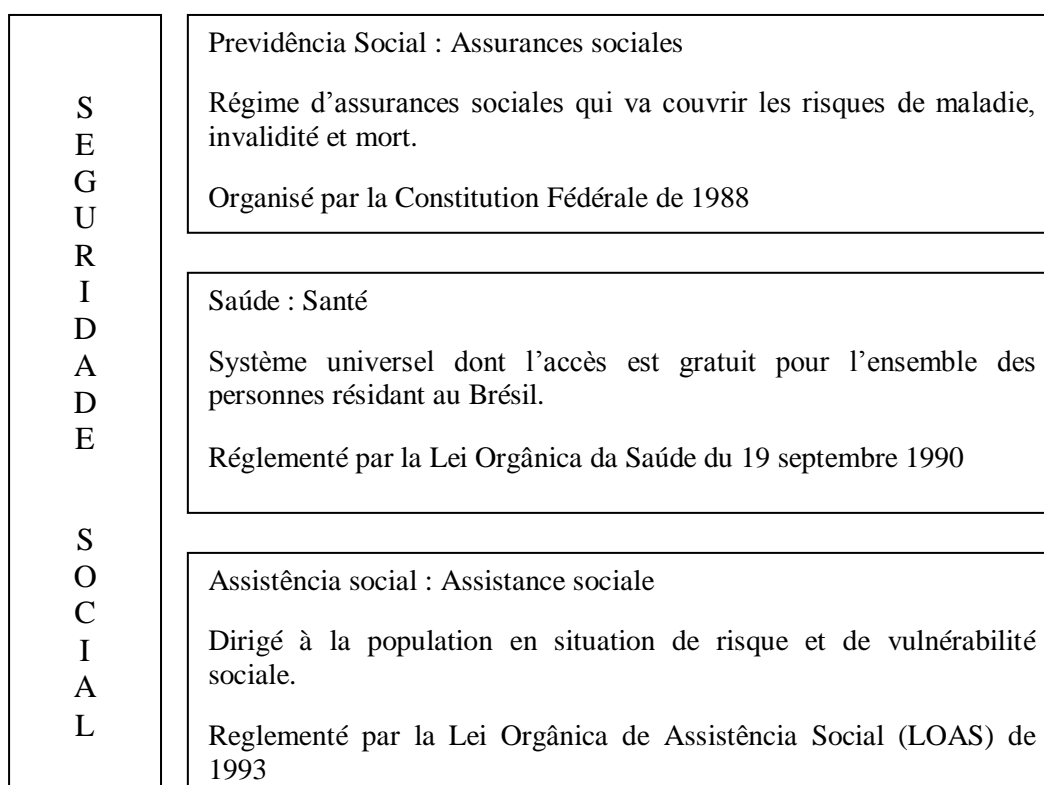 SEGURIDADE SOCIAL
Previdência Social : Assurances sociales
Régime d’assurances sociales qui va couvrir les risques de maladie,
invalidité et mort.
Organisé par la Constitution Fédérale de 1988
Saúde : Santé
Système universel dont l’accès est gratuit pour l’ensemble des
personnes résidant au Brésil.
Réglementé par la Lei Orgânica da Saúde du 19 septembre 1990
Assistência social : Assistance sociale
Dirigé à la population en situation de risque et de vulnérabilité
sociale.
Reglementé par la Lei Orgânica de Assistência Social (LOAS) de
1993